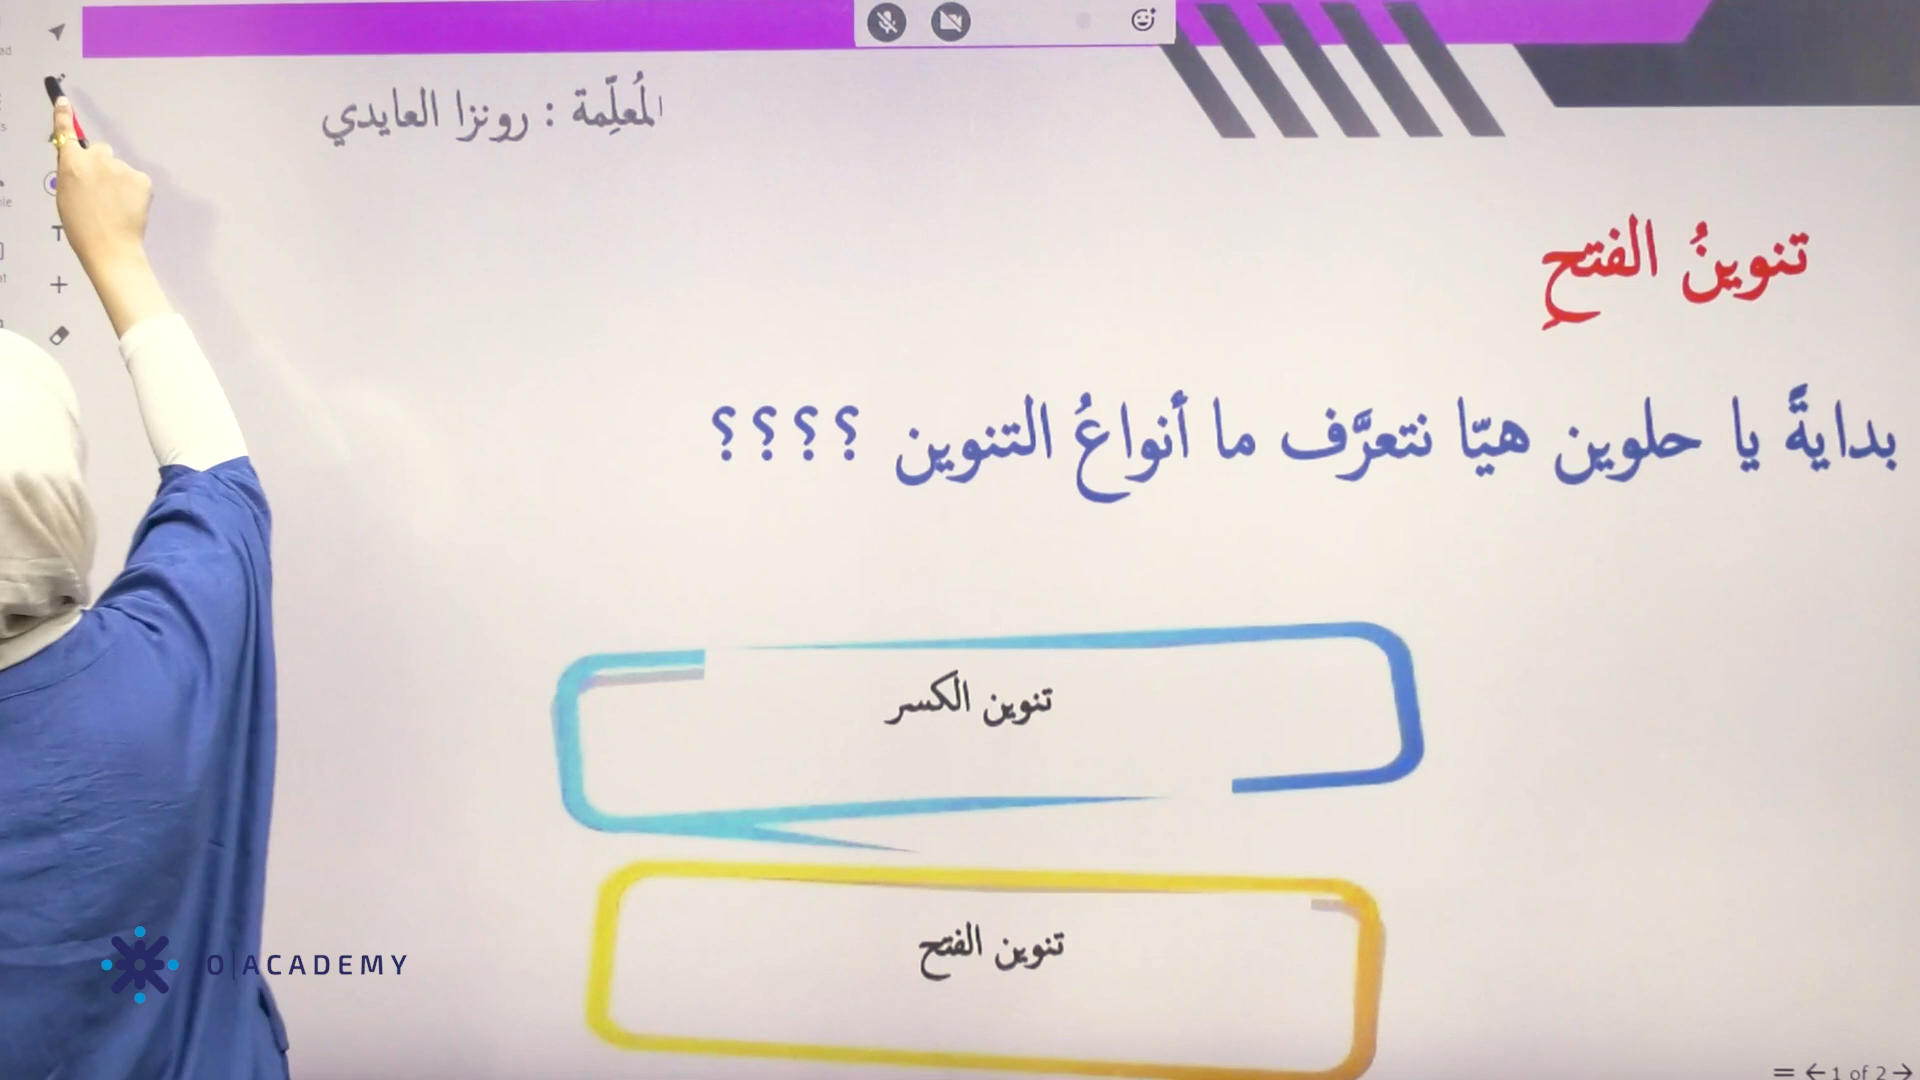 المُعلِّمة : رونزا العايدي
تنوينُ الفتحِ
بدايةً يا حلوين هيّا نتعرَّف ما أنواعُ التنوين ؟؟؟؟
تنوين الكسر
تنوين الفتح
O|ACADEMY
1 of 2